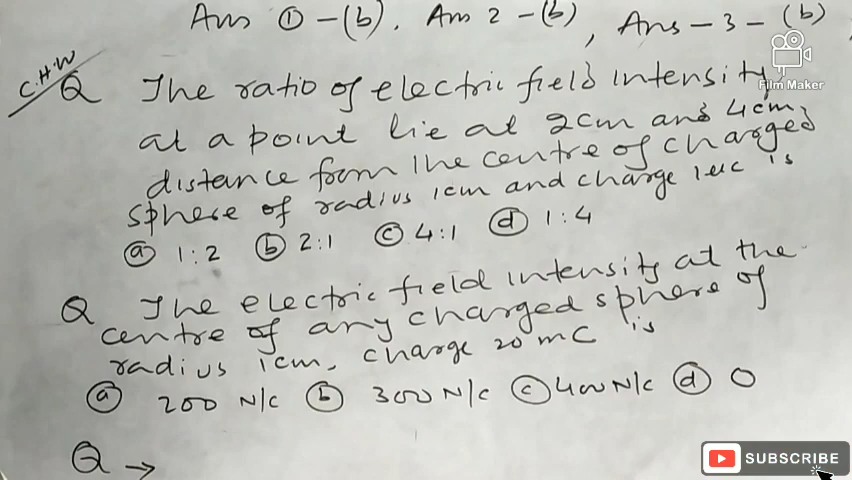 Ans ① - (b). Ans 2 - (b), Ans - 3 - (b)
C.H.W
Film Maker
Q The ratio of electric field intensity
at a point lie at 2cm and 4cm,
distance from the centre of charged
sphere of radius 1cm and charge 1uc is
ⓐ 1:2 ⓑ 2:1 ⓒ 4:1 ⓓ 1:4
Q The electric field intensity at the
centre of any charged sphere of
radius 1cm, charge 20 mC is
ⓐ 200 N/C ⓑ 300 N/C ⓒ 400 N/C ⓓ 0
Q →
SUBSCRIBE